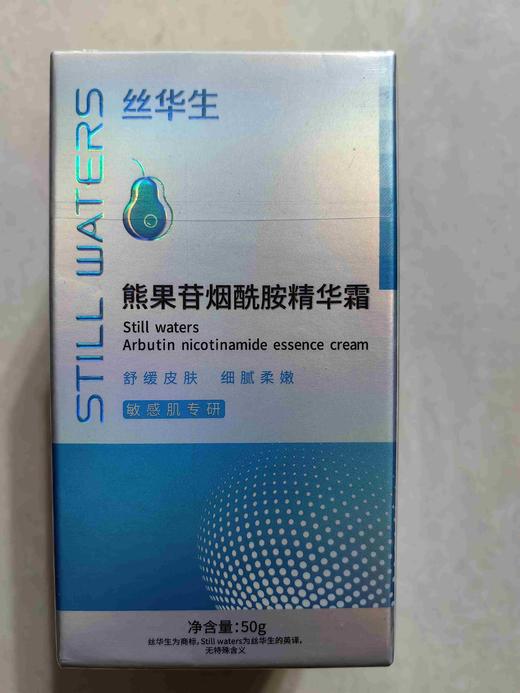 STILL WATERS
丝华生
熊果苷烟酰胺精华霜
Still waters
Arbutin nicotinamide essence cream
舒缓皮肤 细腻柔嫩
敏感肌专研
净含量:50g
丝华生为商标, Still waters为丝华生的英译,
无特殊含义